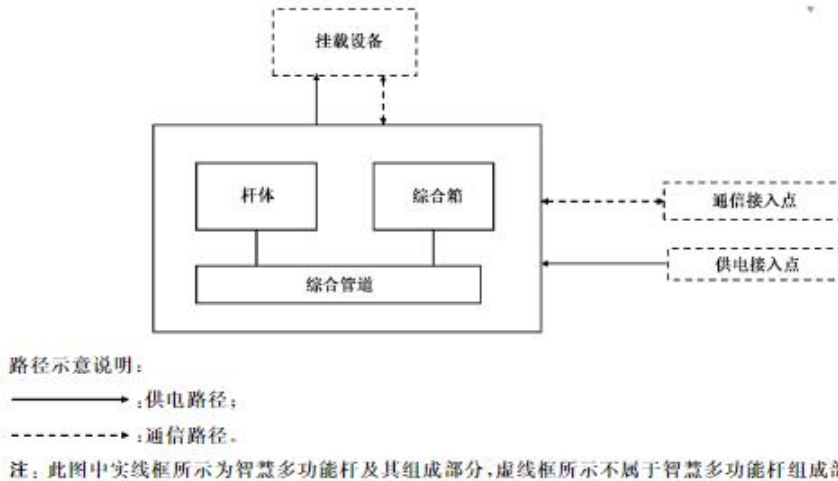 挂载设备
杆体
综合箱
通信接入点
供电接入点
综合管道
路径示意说明：
:供电路径；
:通信路径。
注：此图中实线框所示为智慧多功能杆及其组成部分,虚线框所示不属于智慧多功能杆组成